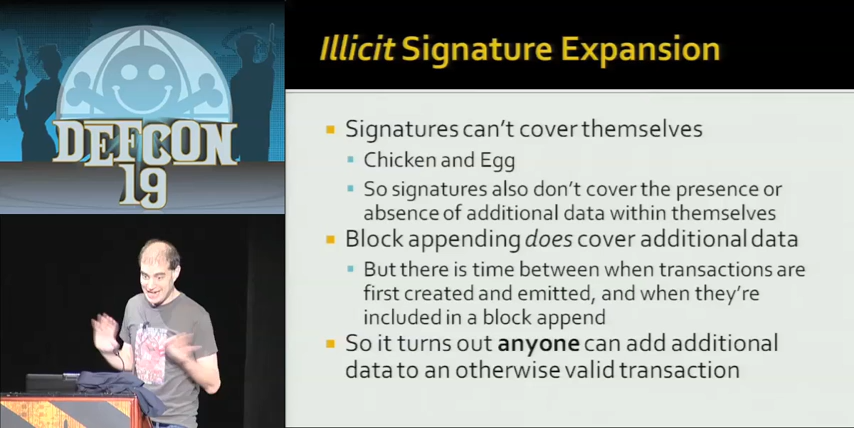 DEFCON
19
Illicit Signature Expansion
Signatures can't cover themselves
Chicken and Egg
So signatures also don't cover the presence or
absence of additional data within themselves
Block appending does cover additional data
But there is time between when transactions are
first created and emitted, and when they're
included in a block append
So it turns out anyone can add additional
data to an otherwise valid transaction